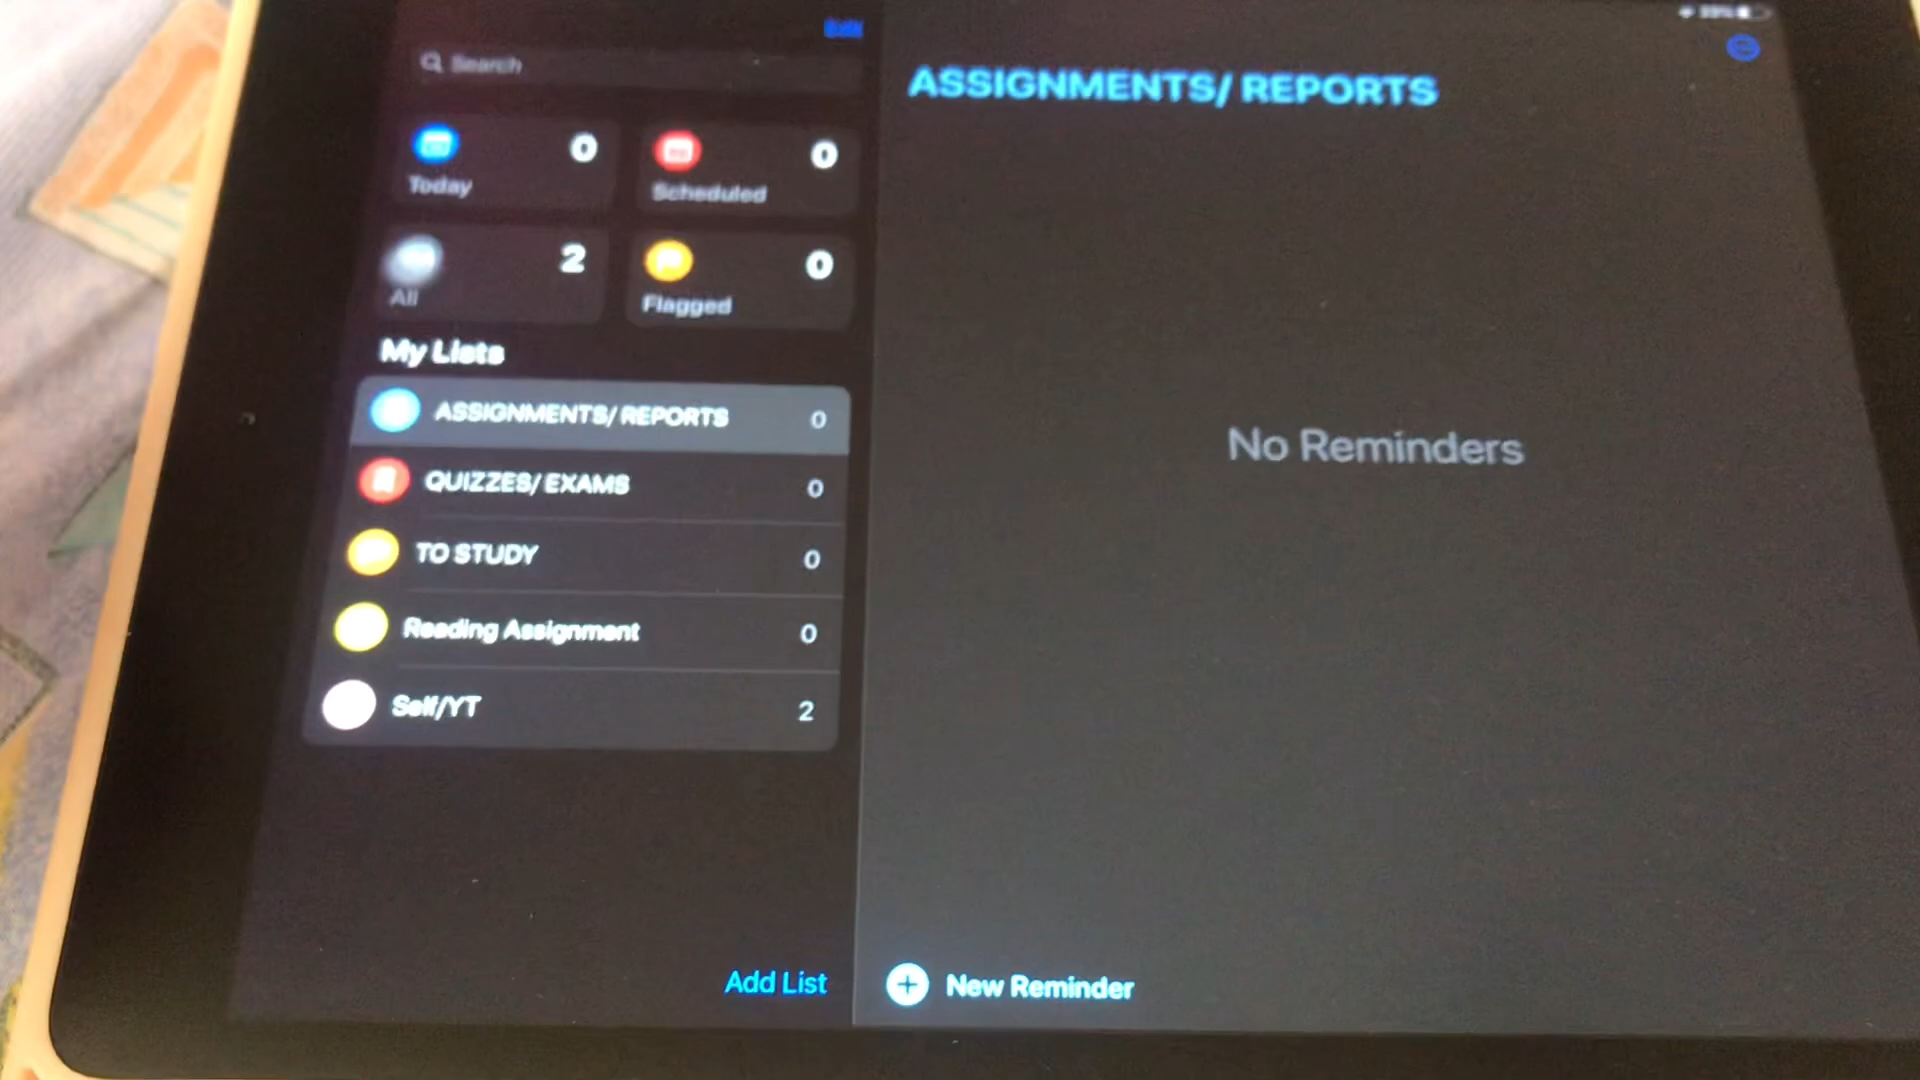 Edit
Search
Today 0
Scheduled 0
All 2
Flagged 0
My Lists
ASSIGNMENTS/ REPORTS 0
QUIZZES/ EXAMS 0
TO STUDY 0
Reading Assignment 0
Self/YT 2
Add List
ASSIGNMENTS/ REPORTS
No Reminders
New Reminder